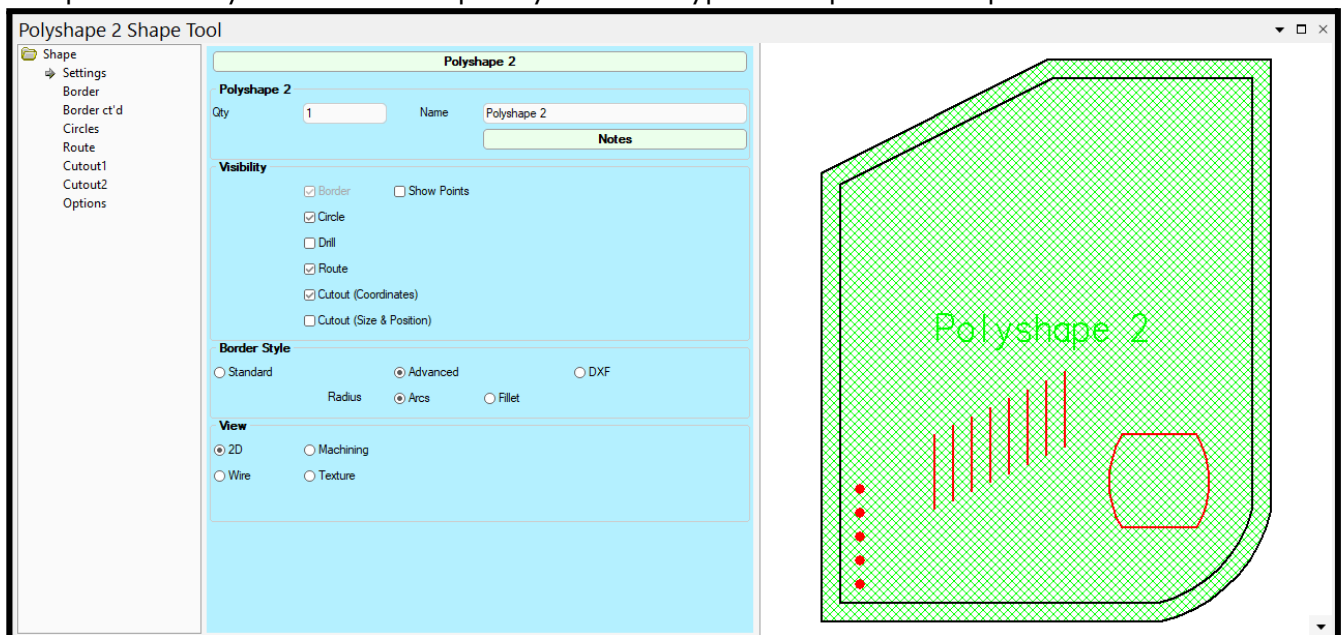 Polyshape 2 Shape Tool
Shape
Settings
Border
Border ct'd
Circles
Route
Cutout1
Cutout2
Options
Polyshape 2
Polyshape 2
Qty 1 Name Polyshape 2
Notes
Visibility
Border Show Points
Circle
Drill
Route
Cutout (Coordinates)
Cutout (Size & Position)
Border Style
Standard Advanced DXF
Radius Arcs Fillet
View
2D Machining
Wire Texture
Polyshape 2